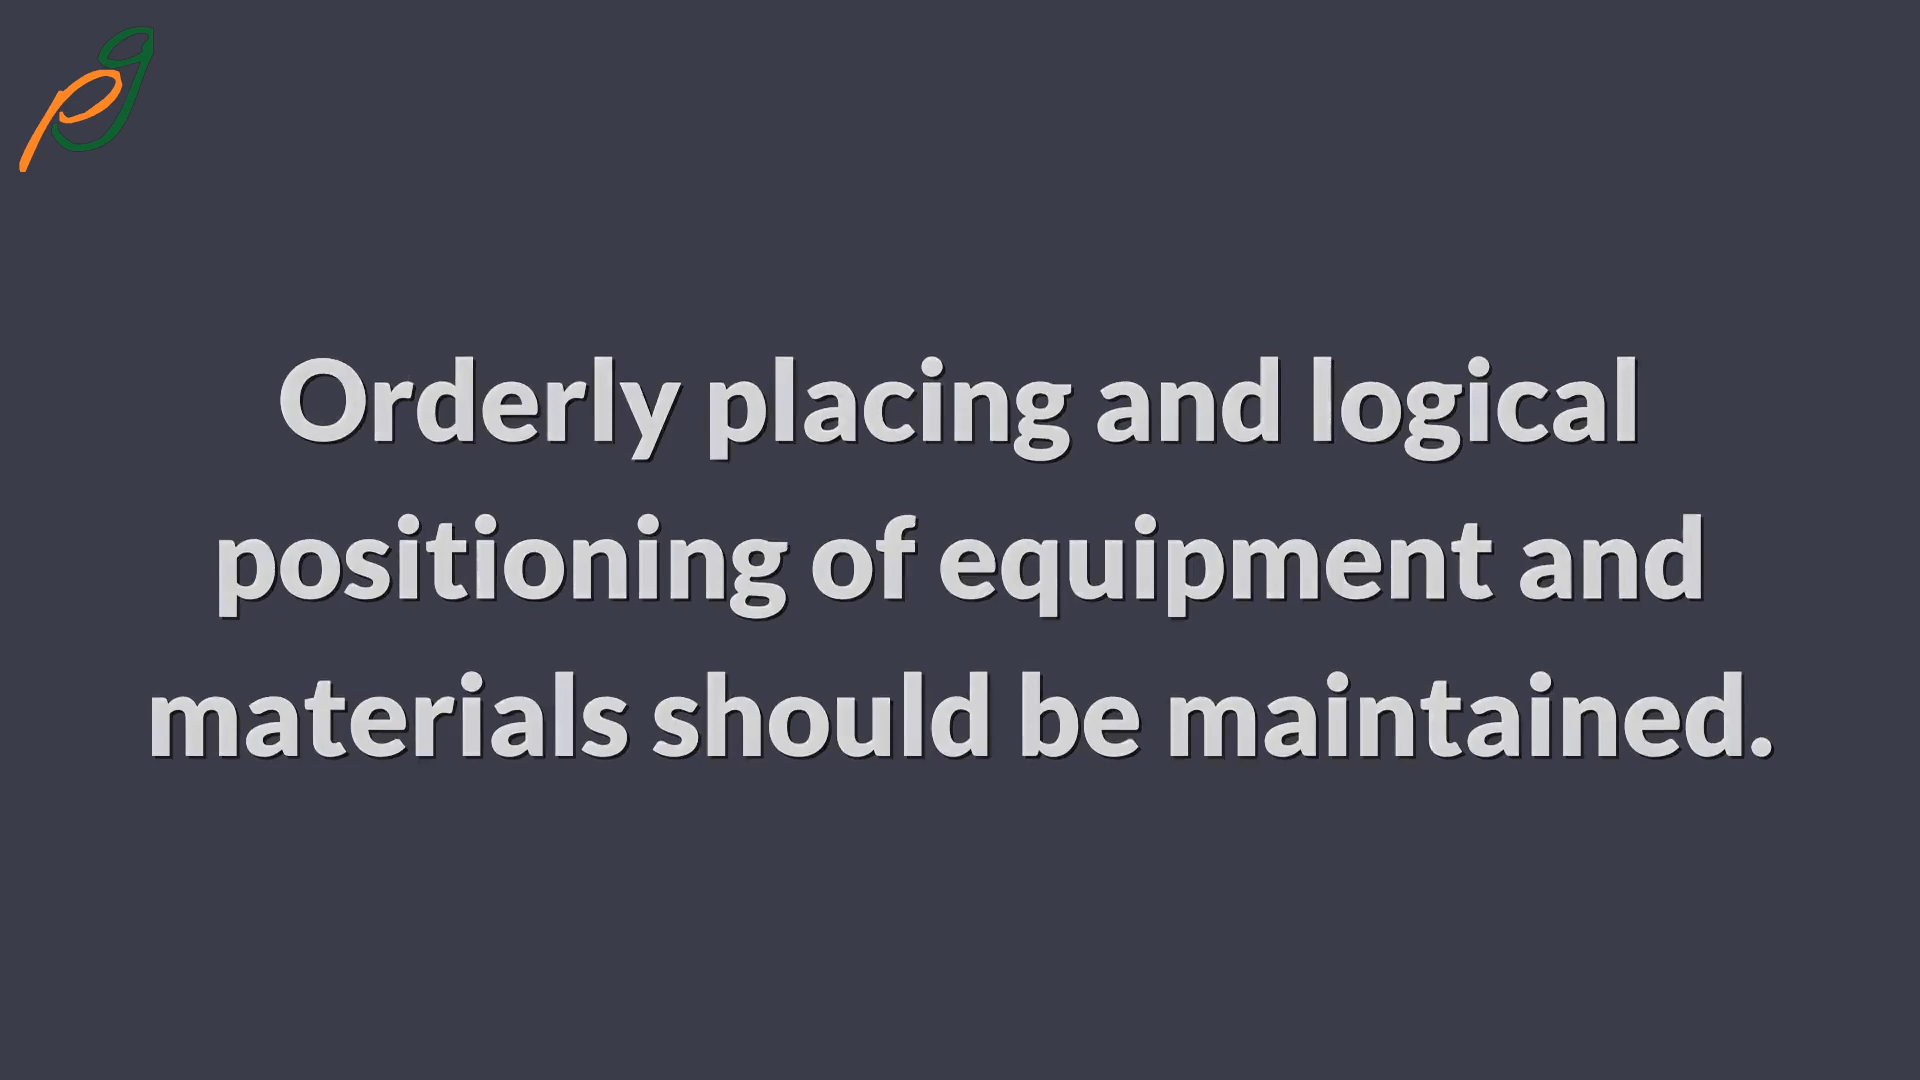 Orderly placing and logical
positioning of equipment and
materials should be maintained.